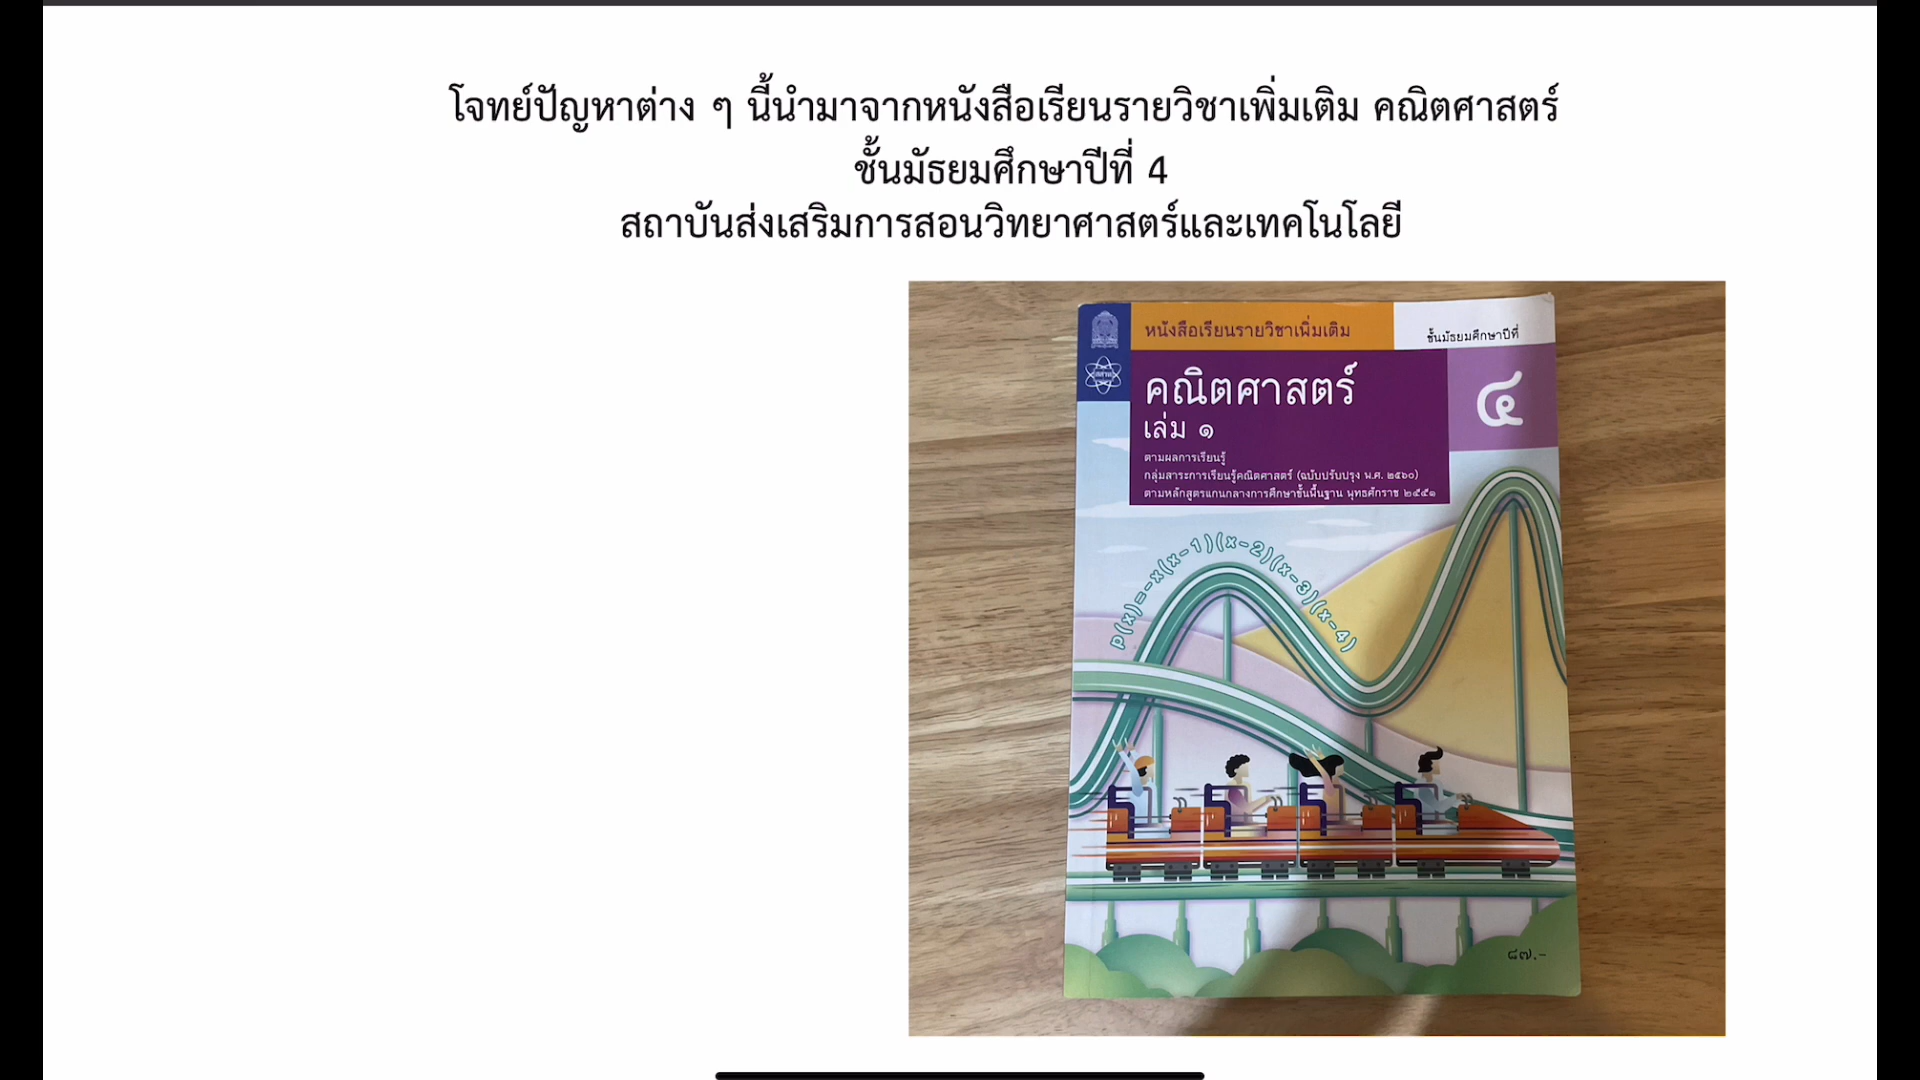 โจทย์ปัญหาต่าง ๆ นี้นำมาจากหนังสือเรียนรายวิชาเพิ่มเติม คณิตศาสตร์
ชั้นมัธยมศึกษาปีที่ 4
สถาบันส่งเสริมการสอนวิทยาศาสตร์และเทคโนโลยี
หนังสือเรียนรายวิชาเพิ่มเติม
ชั้นมัธยมศึกษาปีที่
๔
คณิตศาสตร์
เล่ม ๑
ตามผลการเรียนรู้
กลุ่มสาระการเรียนรู้คณิตศาสตร์ (ฉบับปรับปรุง พ.ศ. ๒๕๖๐)
ตามหลักสูตรแกนกลางการศึกษาขั้นพื้นฐาน พุทธศักราช ๒๕๕๑
p(x)=-x(x-1)(x-2)(x-3)(x-4)
๘๗.-